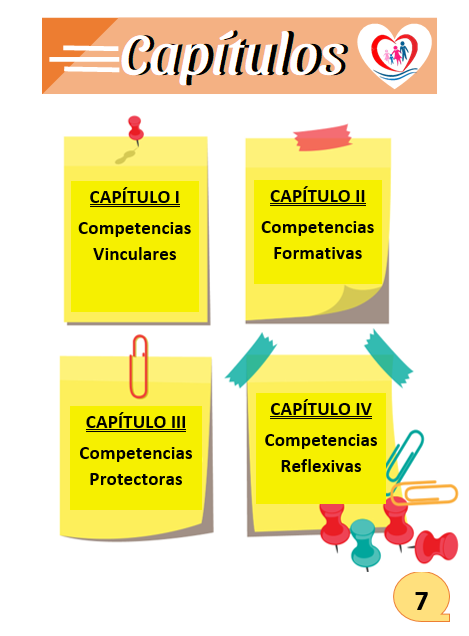 Capítulos
CAPÍTULO I
Competencias
Vinculares
CAPÍTULO II
Competencias
Formativas
CAPÍTULO III
Competencias
Protectoras
CAPÍTULO IV
Competencias
Reflexivas
7